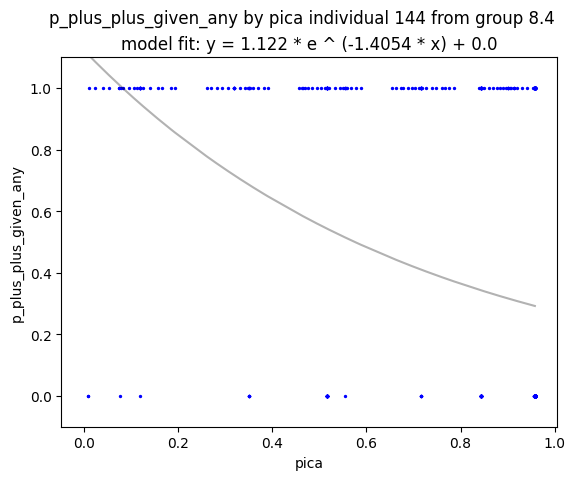 p_plus_plus_given_any by pica individual 144 from group 8.4
model fit: y = 1.122 * e ^ (-1.4054 * x) + 0.0
p_plus_plus_given_any
1.0
0.8
0.6
0.4
0.2
0.0
0.0 0.2 0.4 0.6 0.8 1.0
pica